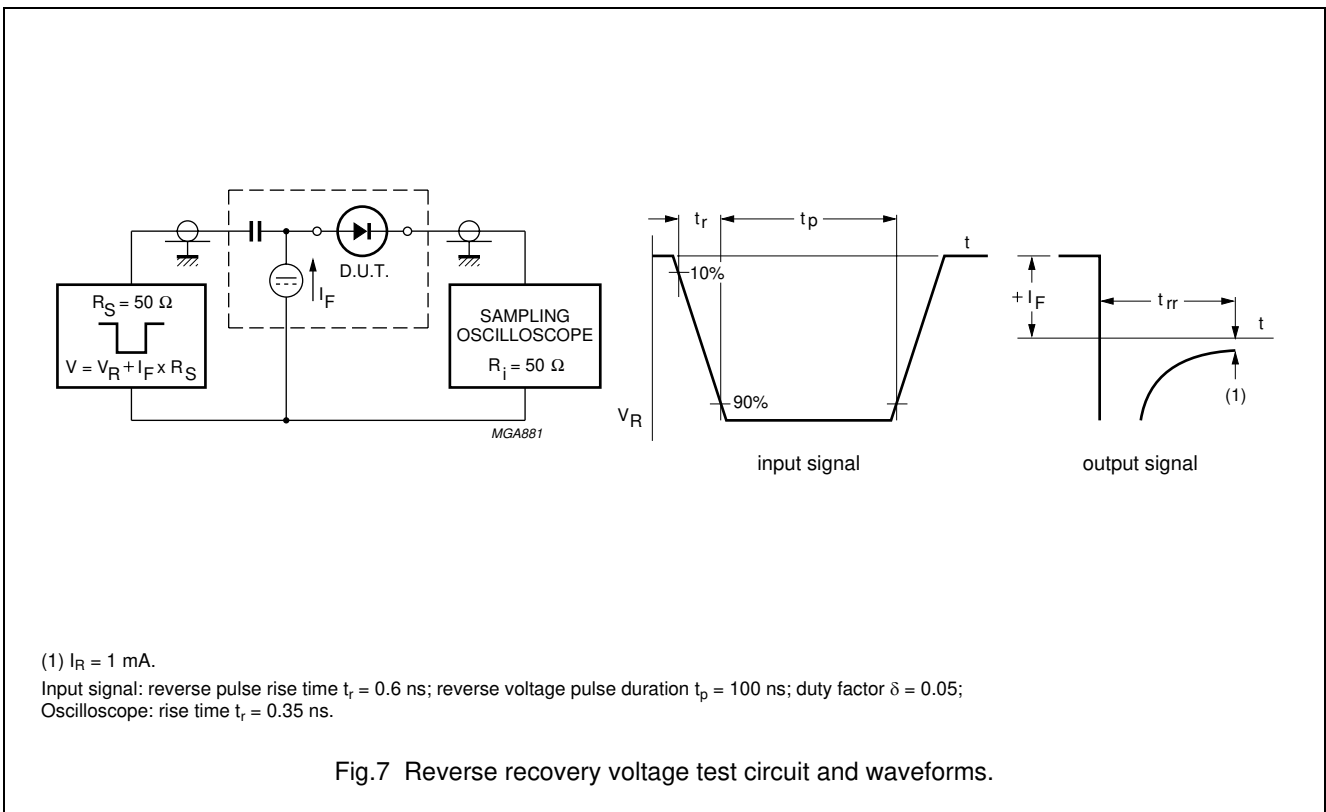 D.U.T.
I_F
R_S = 50 Ω
V = V_R + I_F x R_S
SAMPLING
OSCILLOSCOPE
R_i = 50 Ω
MGA881
t_r
t_p
t
10%
90%
V_R
input signal
+ I_F
t_rr
t
(1)
output signal
(1) I_R = 1 mA.
Input signal: reverse pulse rise time t_r = 0.6 ns; reverse voltage pulse duration t_p = 100 ns; duty factor δ = 0.05;
Oscilloscope: rise time t_r = 0.35 ns.
Fig.7 Reverse recovery voltage test circuit and waveforms.